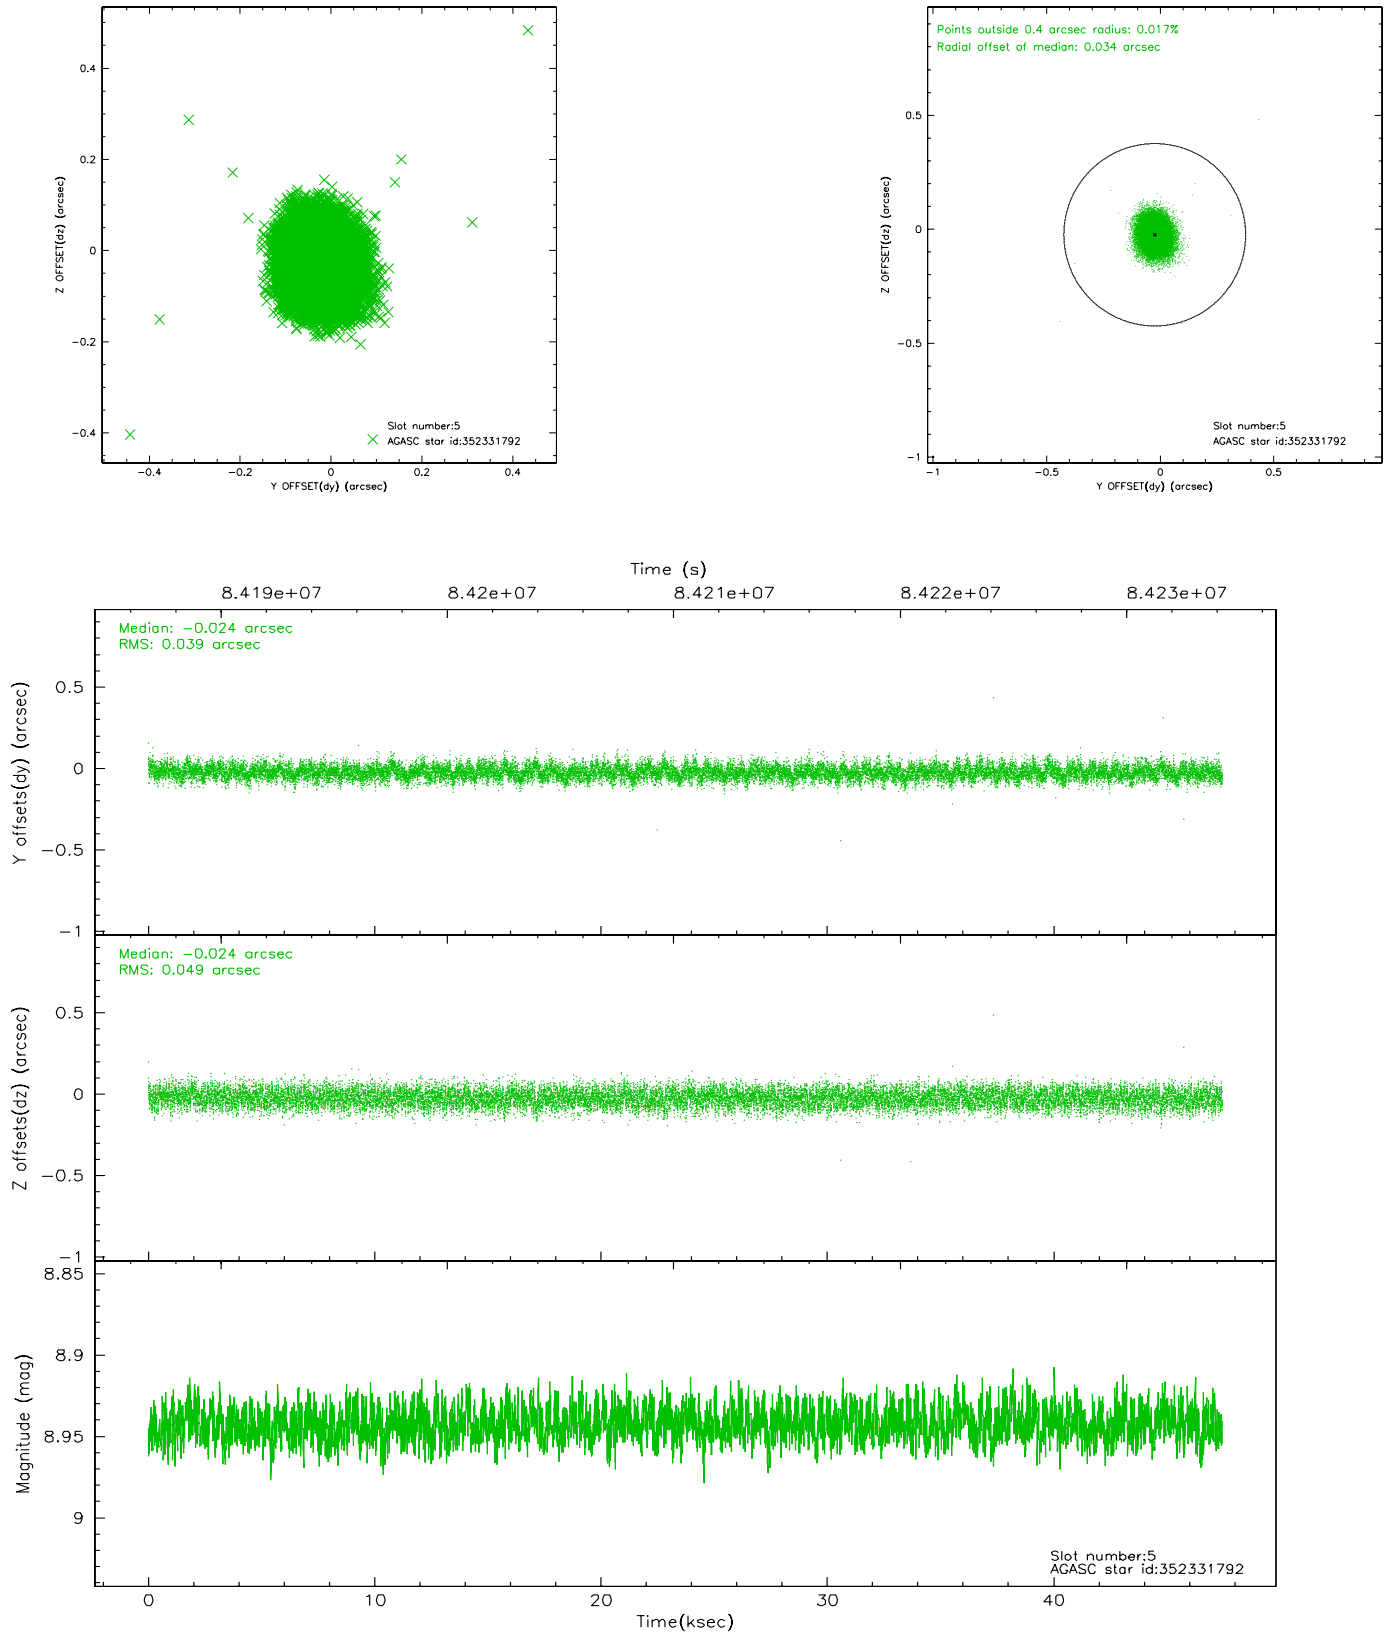 0.4
0.2
0
−0.2
−0.4
Z OFFSET(dz) (arcsec)
Slot number:5
AGASC star id:352331792
−0.4
−0.2
0
0.2
0.4
Y OFFSET(dy) (arcsec)
Points outside 0.4 arcsec radius: 0.017%
Radial offset of median: 0.034 arcsec
0.5
0
−0.5
−1
Z OFFSET(dz) (arcsec)
Slot number:5
AGASC star id:352331792
−1
−0.5
0
0.5
Y OFFSET(dy) (arcsec)
Time (s)
8.419e+07
8.42e+07
8.421e+07
8.422e+07
8.423e+07
Median: −0.024 arcsec
RMS: 0.039 arcsec
0.5
0
−0.5
−1
Y offsets(dy) (arcsec)
Median: −0.024 arcsec
RMS: 0.049 arcsec
0.5
0
−0.5
−1
Z offsets(dz) (arcsec)
8.85
8.9
8.95
9
Magnitude (mag)
Slot number:5
AGASC star id:352331792
0
10
20
30
40
Time(ksec)